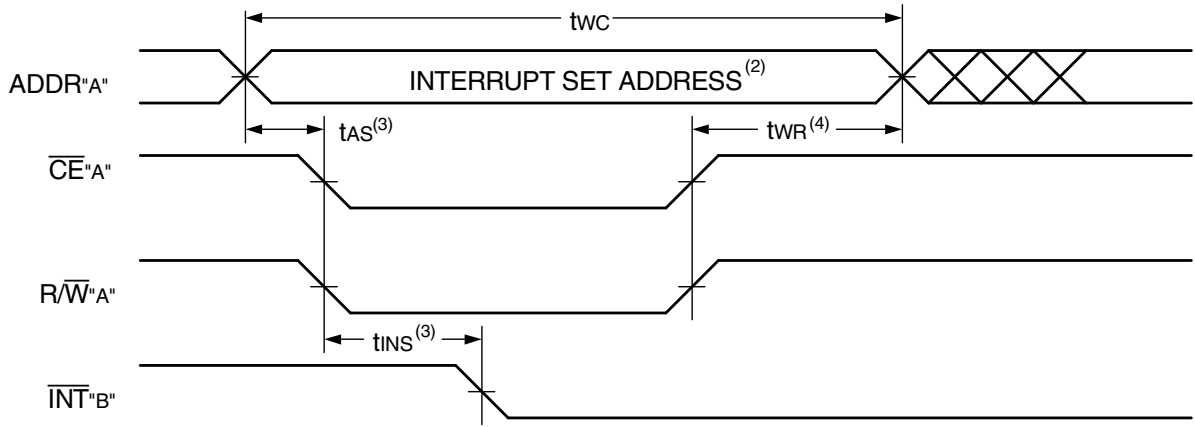 tWC
ADDR"A"
INTERRUPT SET ADDRESS(2)
tAS(3)
tWR(4)
CE"A"
R/W"A"
tINS(3)
INT"B"